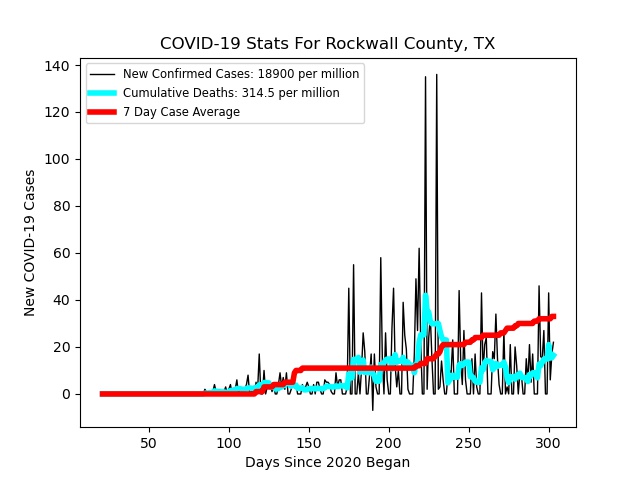 COVID-19 Stats For Rockwall County, TX
New Confirmed Cases: 18900 per million
Cumulative Deaths: 314.5 per million
7 Day Case Average
New COVID-19 Cases
140
120
100
80
60
40
20
0
50 100 150 200 250 300
Days Since 2020 Began